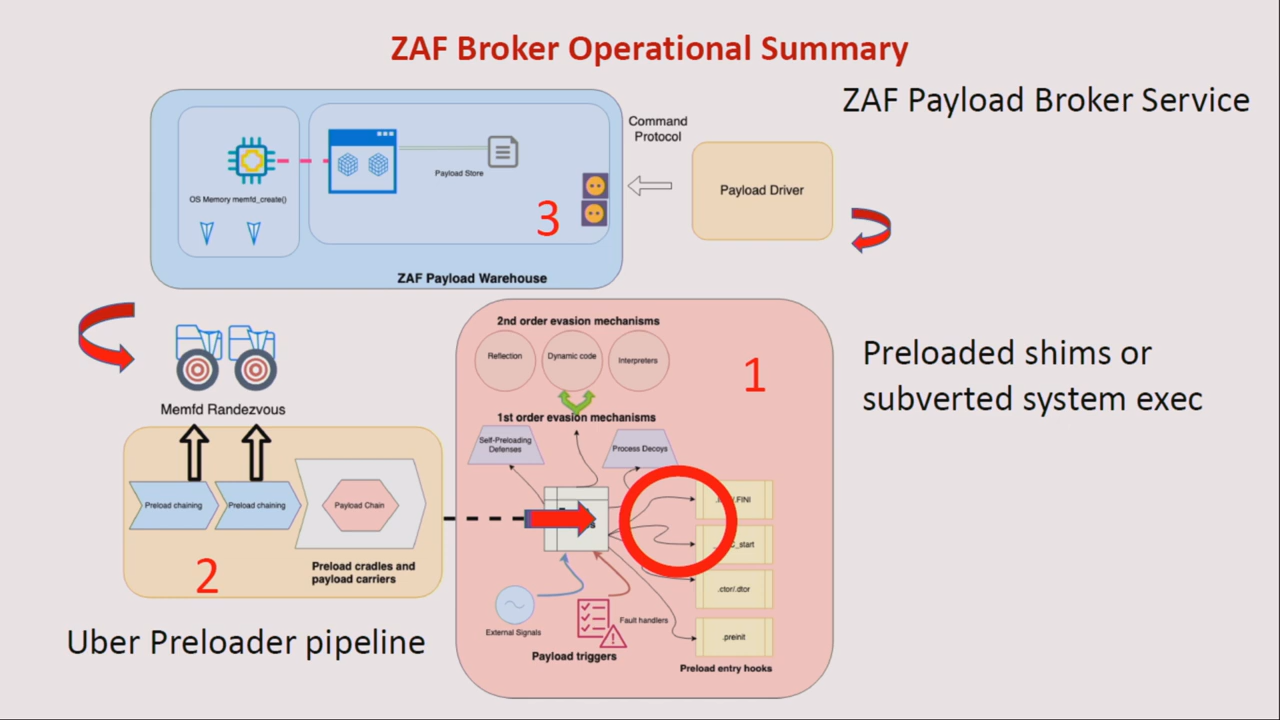 ZAF Broker Operational Summary
ZAF Payload Broker Service
Command
Protocol
Payload Driver
Payload Store
OS Memory memfd_create()
3
ZAF Payload Warehouse
Memfd Randezvous
Preload chaining
Preload chaining
Payload Chain
Preload cradles and
payload carriers
2
Uber Preloader pipeline
2nd order evasion mechanisms
Reflection
Dynamic code
Interpreters
1
1st order evasion mechanisms
Self-Preloading
Defenses
Process Decoys
.FINI
_start
.ctor/.dtor
.preinit
External Signals
Fault handlers
Payload triggers
Preload entry hooks
Preloaded shims or
subverted system exec